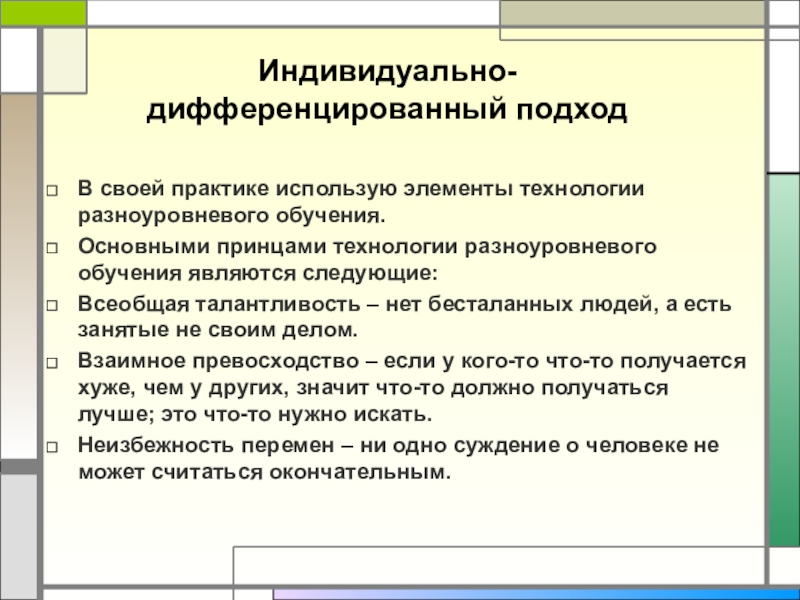 Индивидуально-
дифференцированный подход
В своей практике использую элементы технологии
разноуровневого обучения.
Основными принцами технологии разноуровневого
обучения являются следующие:
Всеобщая талантливость – нет бесталанных людей, а есть
занятые не своим делом.
Взаимное превосходство – если у кого-то что-то получается
хуже, чем у других, значит что-то должно получаться
лучше; это что-то нужно искать.
Неизбежность перемен – ни одно суждение о человеке не
может считаться окончательным.